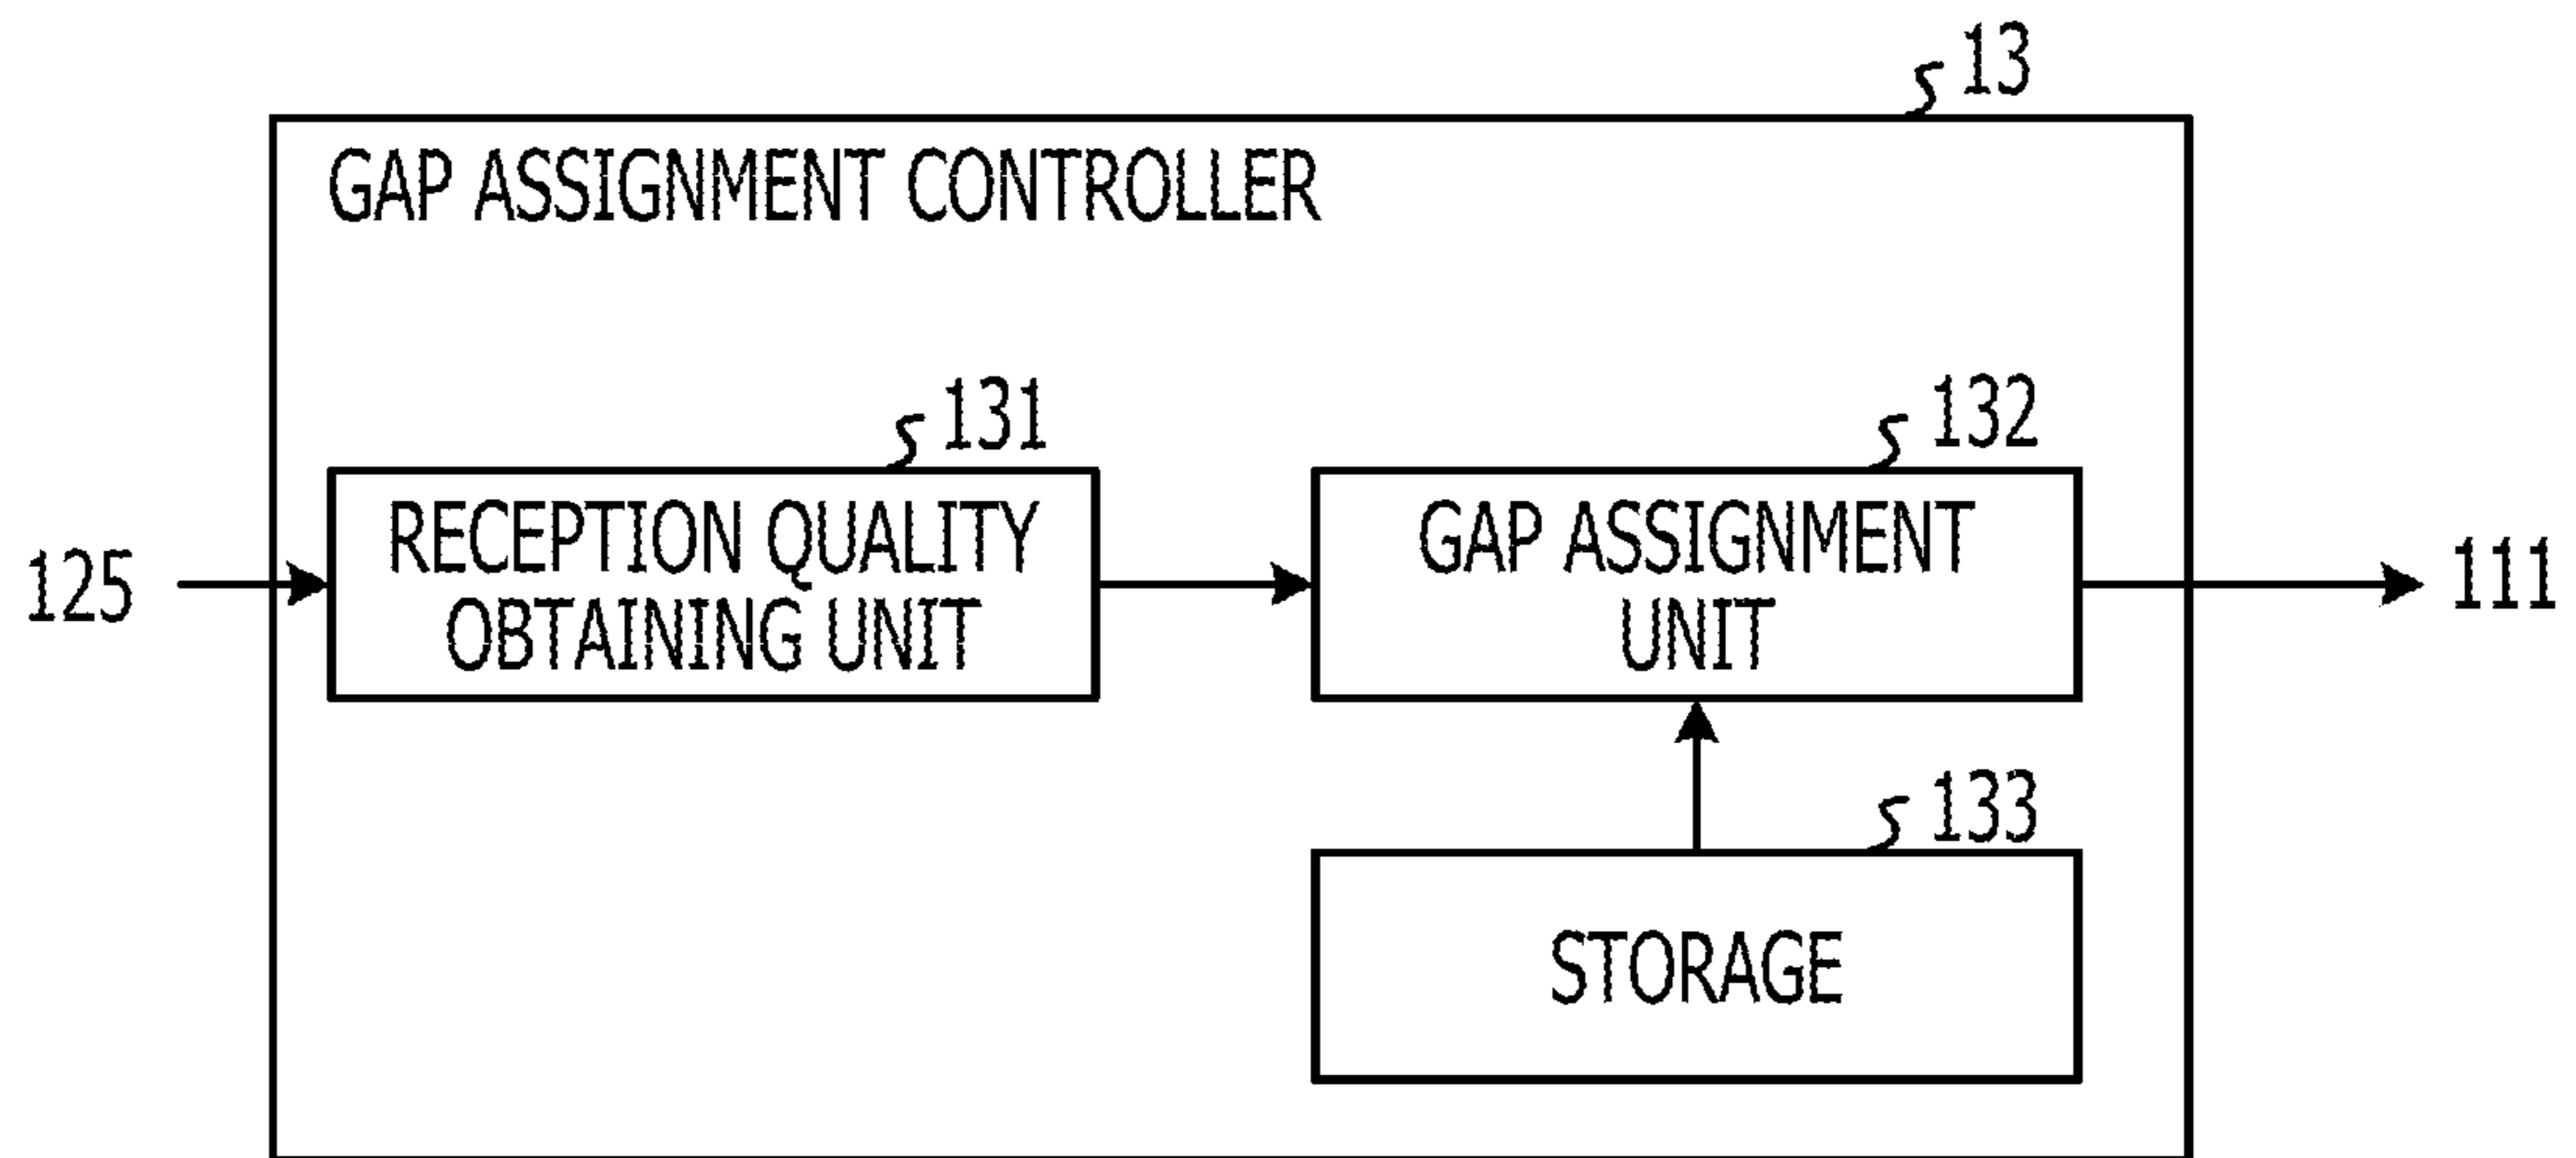 13
GAP ASSIGNMENT CONTROLLER
131
132
125
RECEPTION QUALITY
OBTAINING UNIT
GAP ASSIGNMENT
UNIT
111
133
STORAGE